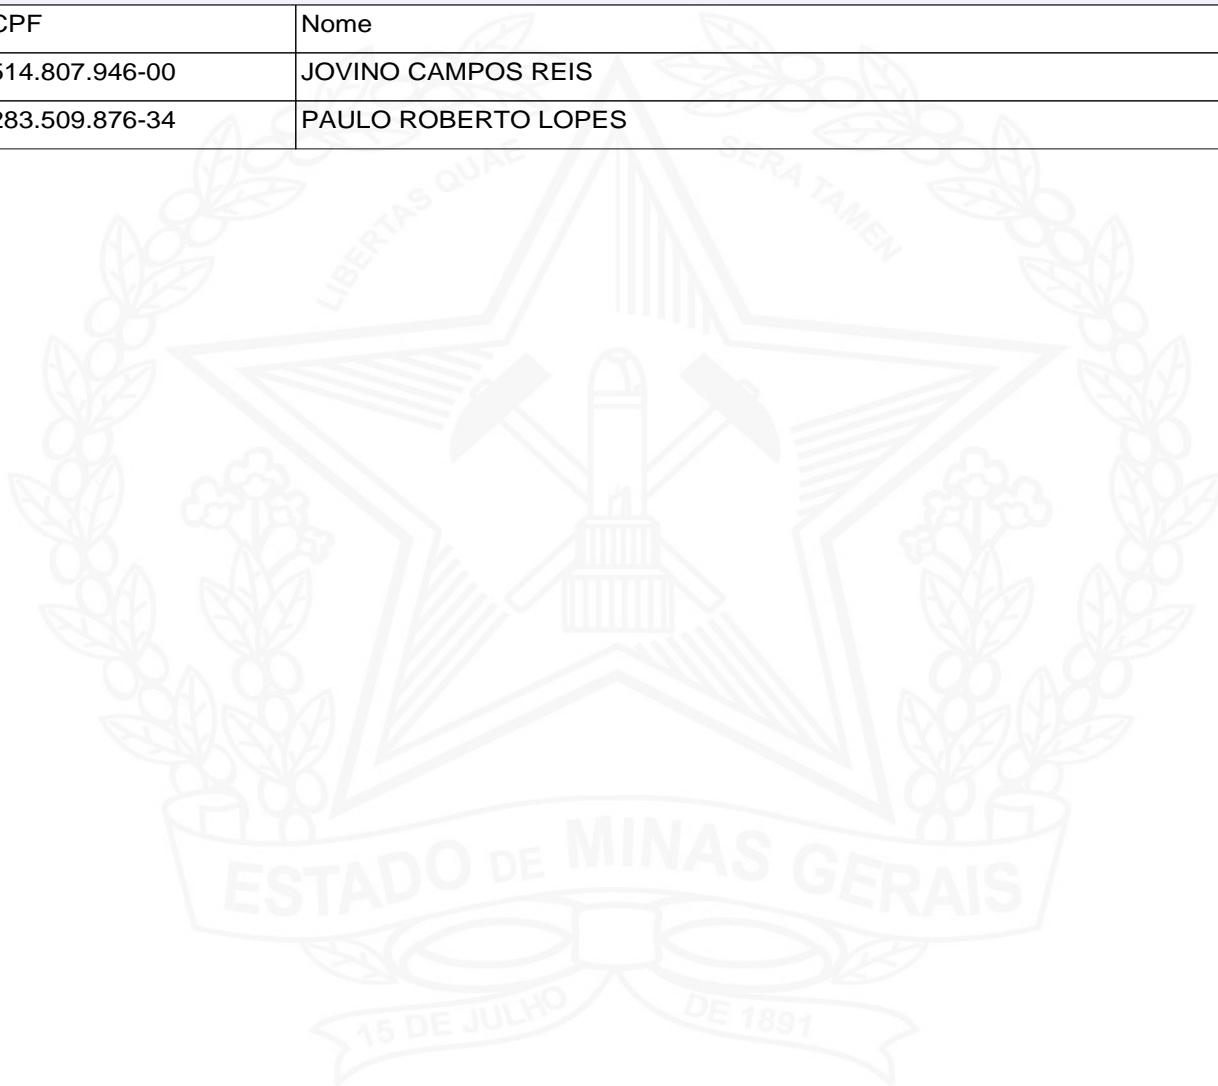 CPF Nome
514.807.946-00 JOVINO CAMPOS REIS
283.509.876-34 PAULO ROBERTO LOPES
LIBERTAS QUAE SERA TAMEN
ESTADO DE MINAS GERAIS
15 DE JULHO DE 1891